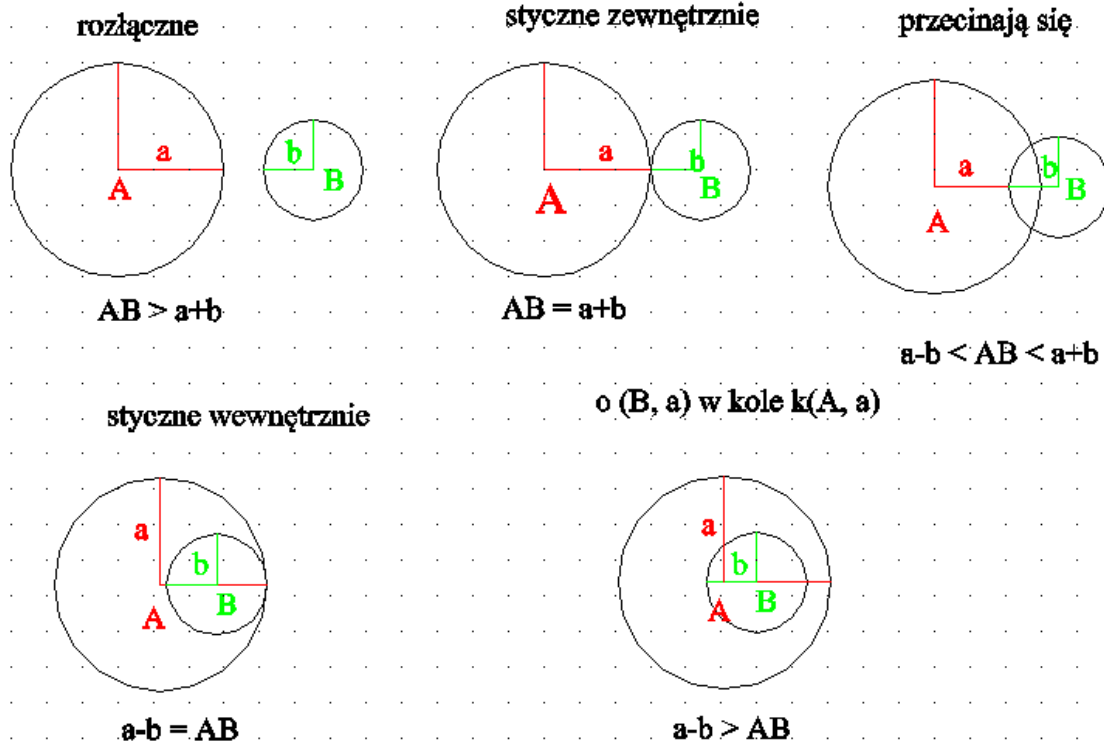 rozłączne
styczne zewnętrznie
przecinają się
a
b
A
B
a
b
A
B
a
b
A
B
AB > a+b
AB = a+b
a-b < AB < a+b
styczne wewnętrznie
o (B, a) w kole k(A, a)
a
b
A
B
a
b
A
B
a-b = AB
a-b > AB